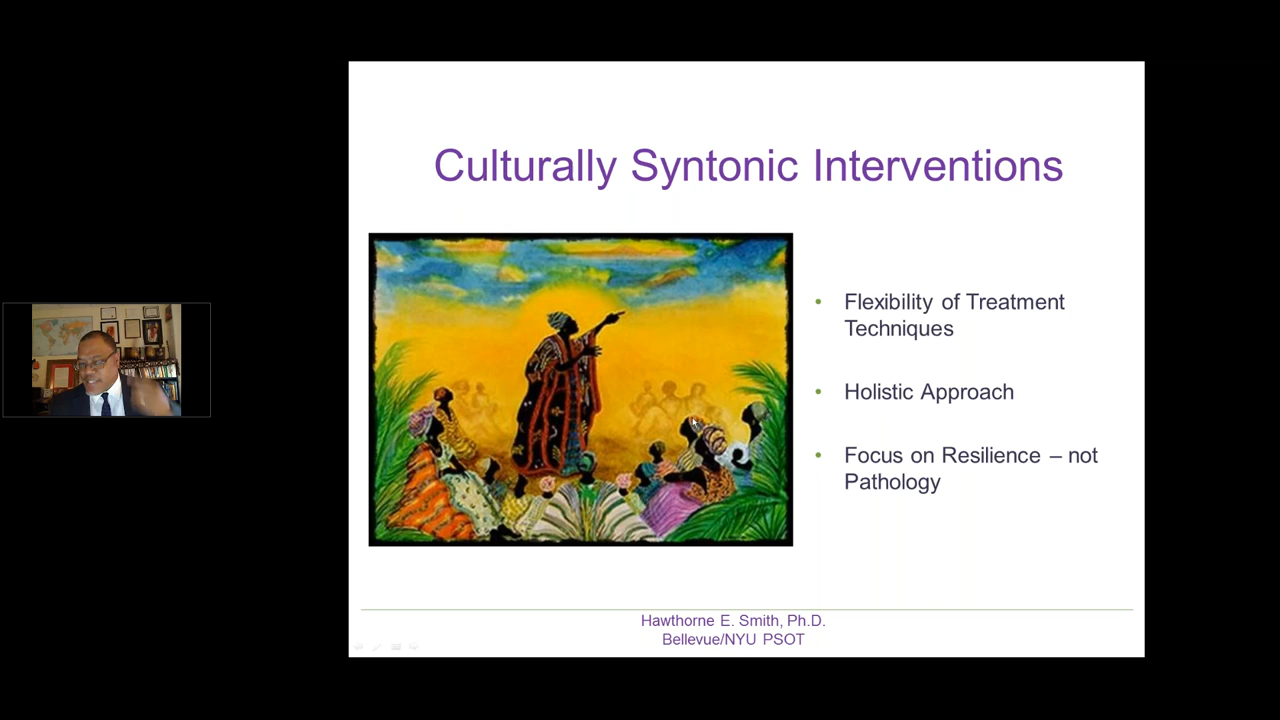 Culturally Syntonic Interventions
• Flexibility of Treatment
Techniques
• Holistic Approach
• Focus on Resilience – not
Pathology
Hawthorne E. Smith, Ph.D.
Bellevue/NYU PSOT